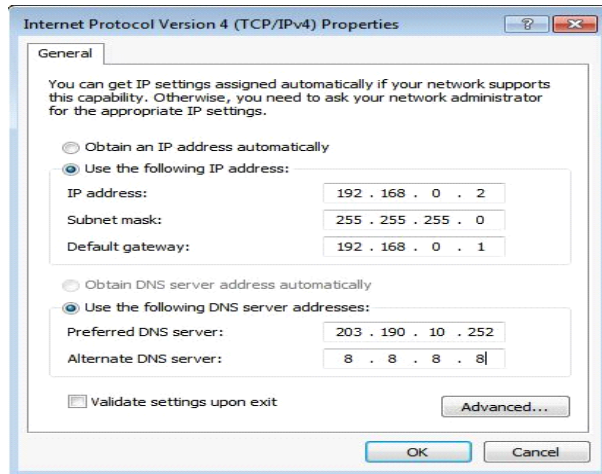 Internet Protocol Version 4 (TCP/IPv4) Properties
General
You can get IP settings assigned automatically if your network supports
this capability. Otherwise, you need to ask your network administrator
for the appropriate IP settings.
Obtain an IP address automatically
Use the following IP address:
IP address: 192 . 168 . 0 . 2
Subnet mask: 255 . 255 . 255 . 0
Default gateway: 192 . 168 . 0 . 1
Obtain DNS server address automatically
Use the following DNS server addresses:
Preferred DNS server: 203 . 190 . 10 . 252
Alternate DNS server: 8 . 8 . 8 . 8
Validate settings upon exit
Advanced...
OK Cancel